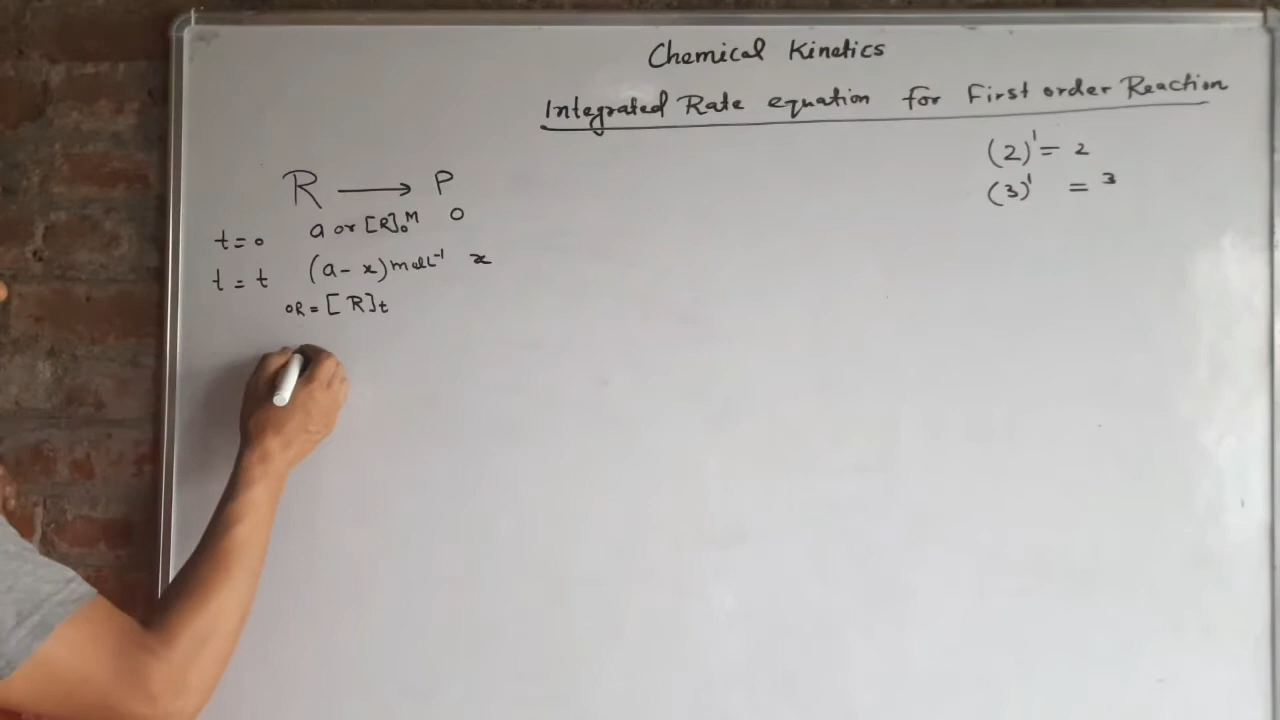 Chemical Kinetics
Integrated Rate equation for First order Reaction
(2)¹ = 2
(3)¹ = 3
R ⟶ P
t = 0 a or [R]₀ M 0
t = t (a - x) mol L⁻¹ x
OR = [R]t